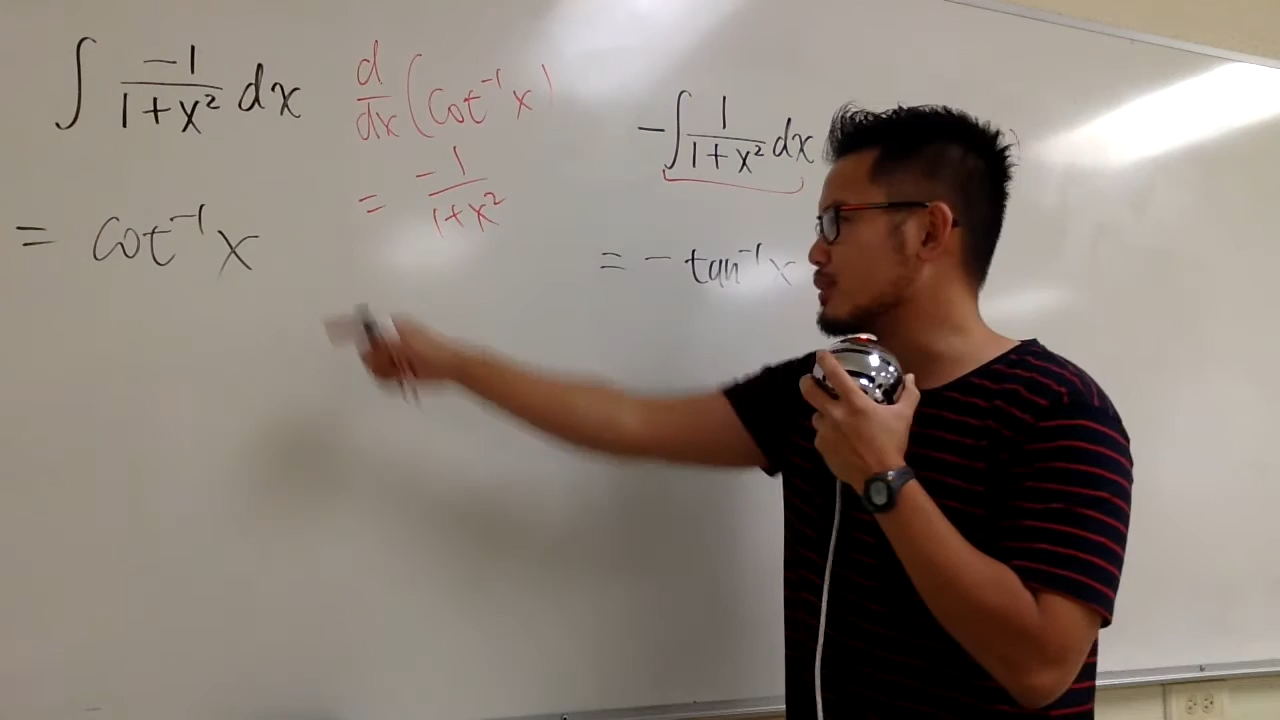 ∫ -1/(1+x²) dx
= cot⁻¹ x
d/dx (cot⁻¹ x)
= -1/(1+x²)
-∫ 1/(1+x²) dx
= - tan⁻¹ x